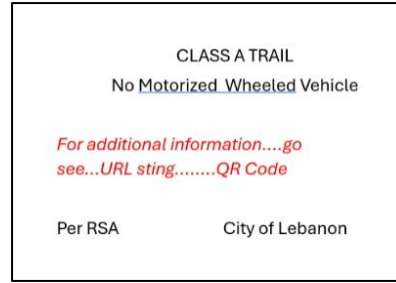 CLASS A TRAIL
No Motorized Wheeled Vehicle
For additional information....go
see...URL sting........QR Code
Per RSA City of Lebanon